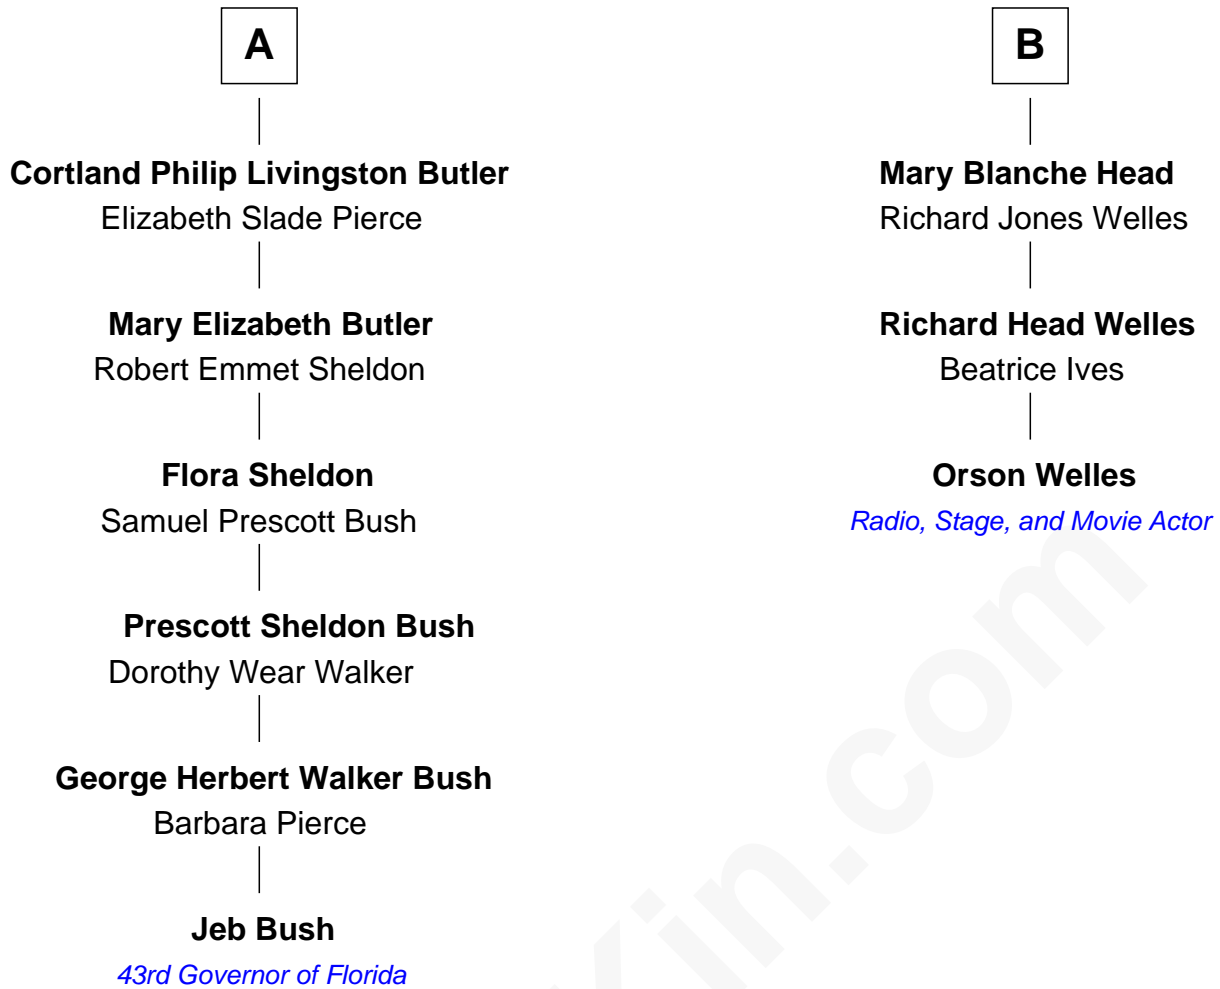 A
Cortland Philip Livingston Butler
Elizabeth Slade Pierce
Mary Elizabeth Butler
Robert Emmet Sheldon
Flora Sheldon
Samuel Prescott Bush
Prescott Sheldon Bush
Dorothy Wear Walker
George Herbert Walker Bush
Barbara Pierce
Jeb Bush
43rd Governor of Florida
B
Mary Blanche Head
Richard Jones Welles
Richard Head Welles
Beatrice Ives
Orson Welles
Radio, Stage, and Movie Actor
Kin.com